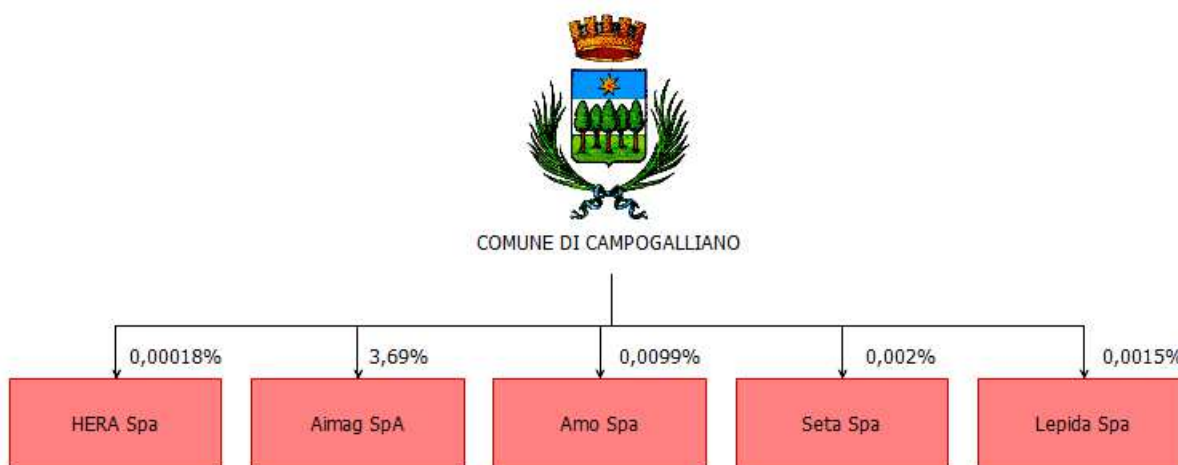 COMUNE DI CAMPOGALLIANO
0,00018% 3,69% 0,0099% 0,002% 0,0015%
HERA Spa Aimag SpA Amo Spa Seta Spa Lepida Spa